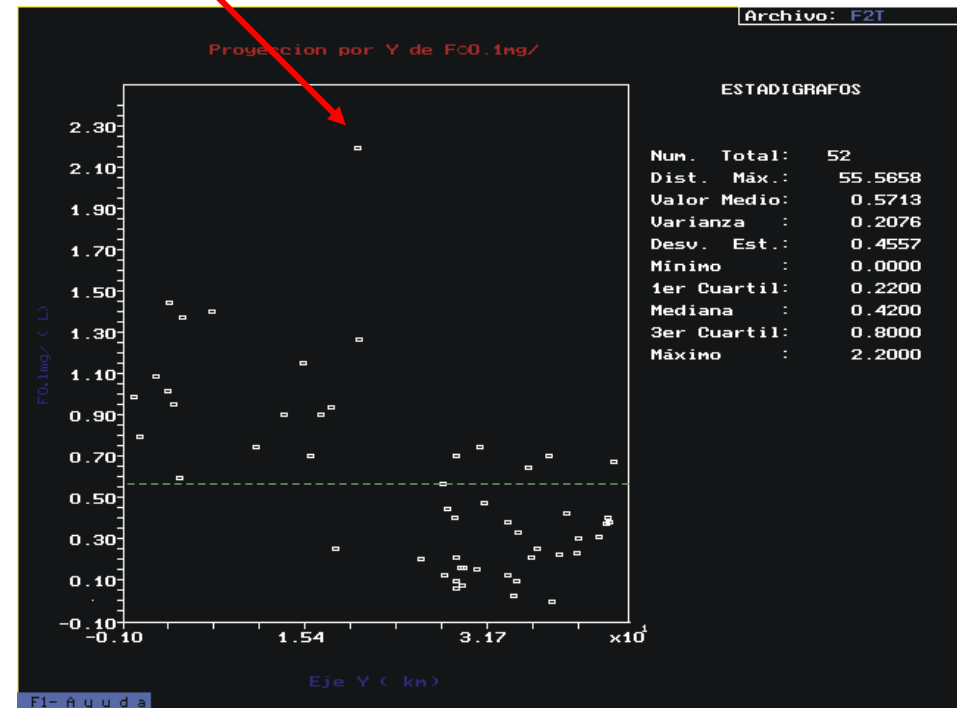 Archivo: F2T
Proyeccion por Y de F○0.1mg/
ESTADIGRAFOS
Num. Total: 52
Dist. Máx.: 55.5658
Valor Medio: 0.5713
Varianza : 0.2076
Desv. Est.: 0.4557
Mínimo : 0.0000
1er Cuartil: 0.2200
Mediana : 0.4200
3er Cuartil: 0.8000
Máximo : 2.2000
2.30
2.10
1.90
1.70
1.50
1.30
1.10
0.90
0.70
0.50
0.30
0.10
-0.10
F0.1mg/ ( L)
-0.10 1.54 3.17 x10¹
Eje Y ( km)
F1- A y u d a